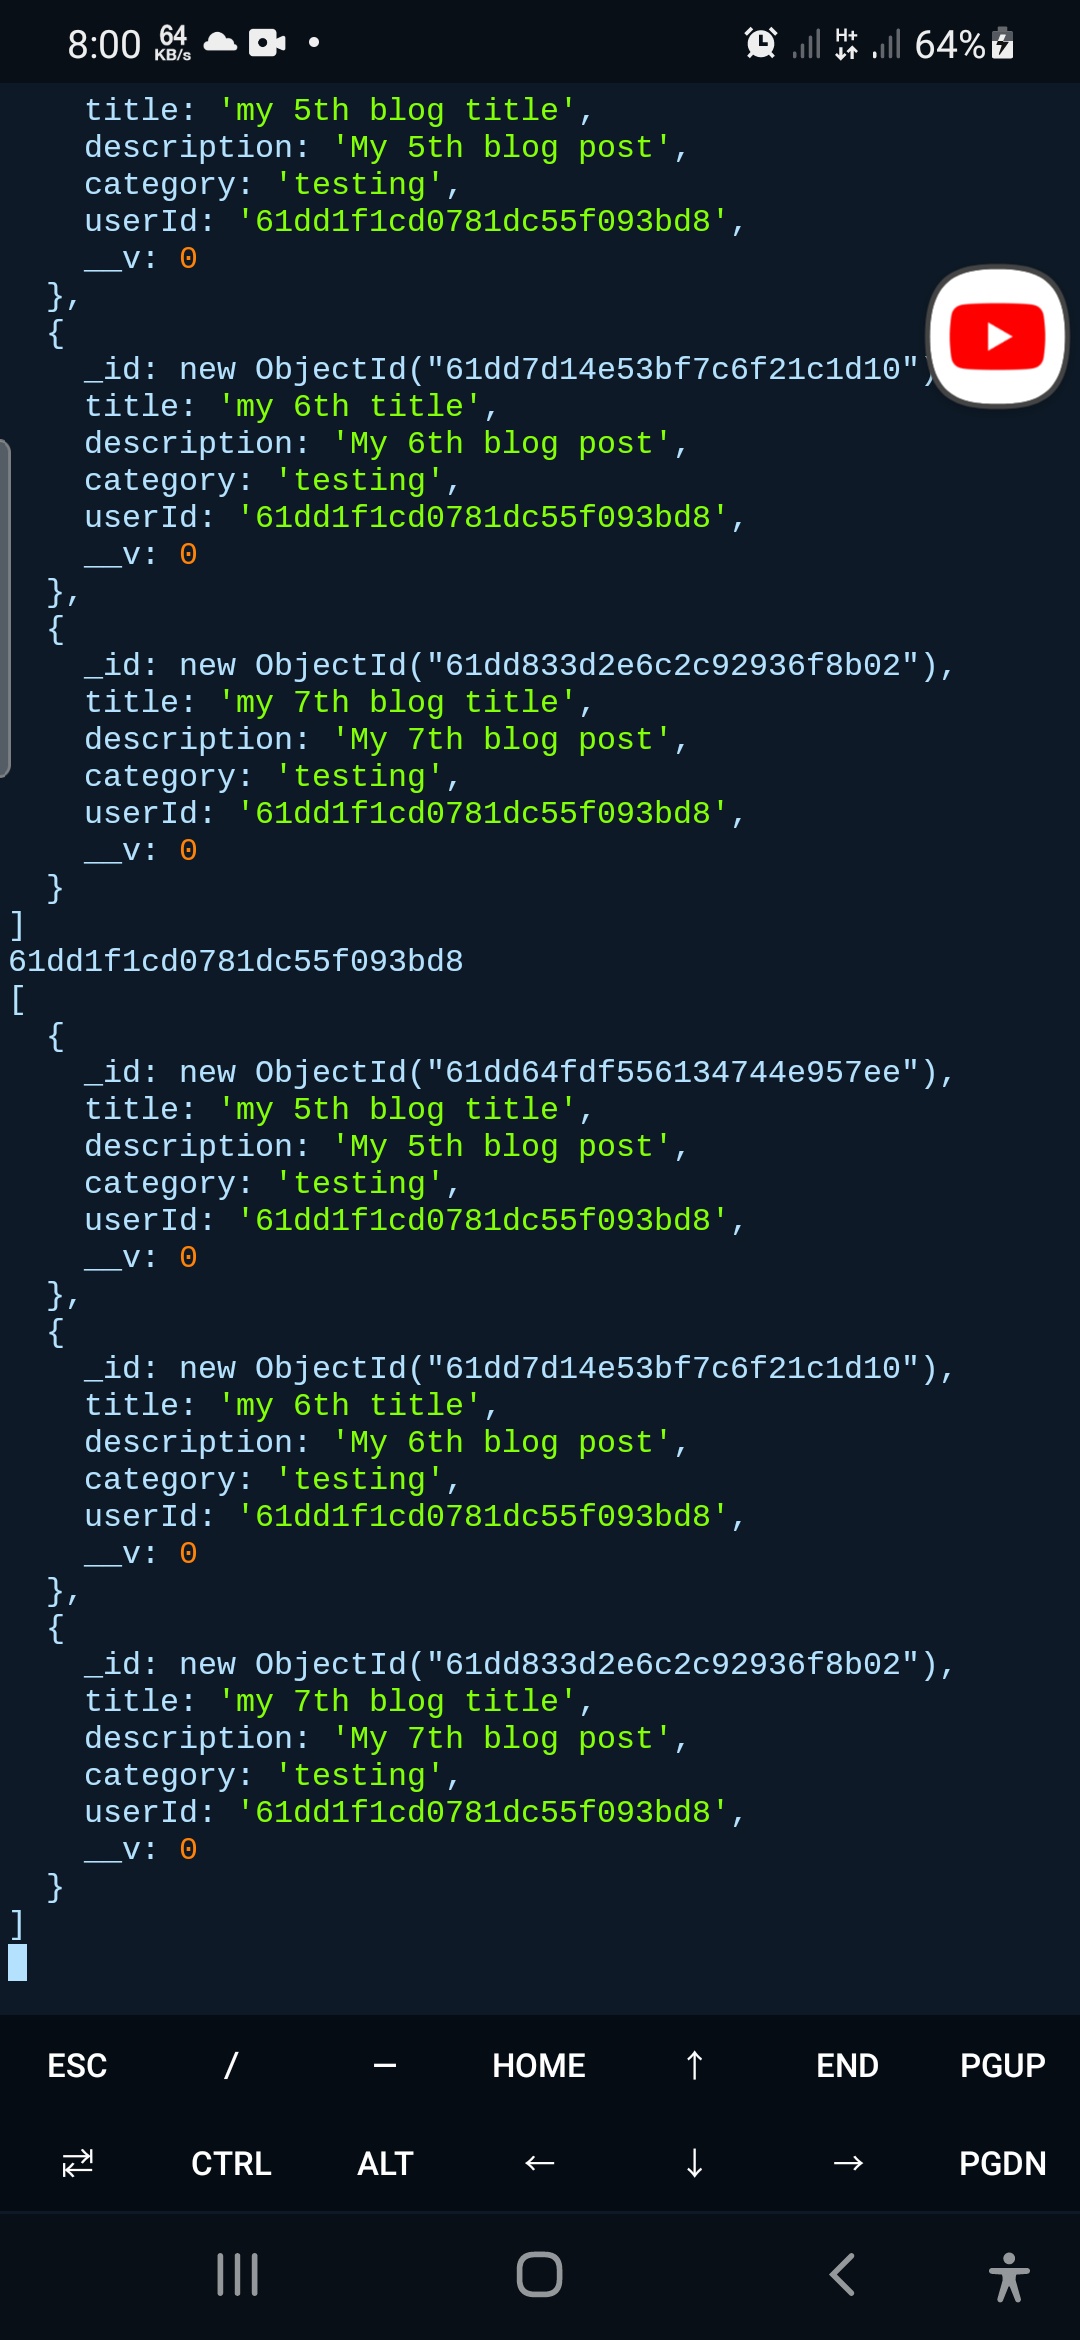 8:00 64 KB/s H+ 64%
title: 'my 5th blog title',
description: 'My 5th blog post',
category: 'testing',
userId: '61dd1f1cd0781dc55f093bd8',
__v: 0
},
{
_id: new ObjectId("61dd7d14e53bf7c6f21c1d10")
title: 'my 6th title',
description: 'My 6th blog post',
category: 'testing',
userId: '61dd1f1cd0781dc55f093bd8',
__v: 0
},
{
_id: new ObjectId("61dd833d2e6c2c92936f8b02"),
title: 'my 7th blog title',
description: 'My 7th blog post',
category: 'testing',
userId: '61dd1f1cd0781dc55f093bd8',
__v: 0
}
]
61dd1f1cd0781dc55f093bd8
[
{
_id: new ObjectId("61dd64fdf556134744e957ee"),
title: 'my 5th blog title',
description: 'My 5th blog post',
category: 'testing',
userId: '61dd1f1cd0781dc55f093bd8',
__v: 0
},
{
_id: new ObjectId("61dd7d14e53bf7c6f21c1d10"),
title: 'my 6th title',
description: 'My 6th blog post',
category: 'testing',
userId: '61dd1f1cd0781dc55f093bd8',
__v: 0
},
{
_id: new ObjectId("61dd833d2e6c2c92936f8b02"),
title: 'my 7th blog title',
description: 'My 7th blog post',
category: 'testing',
userId: '61dd1f1cd0781dc55f093bd8',
__v: 0
}
]
ESC / — HOME ↑ END PGUP
⇄ CTRL ALT ← ↓ → PGDN